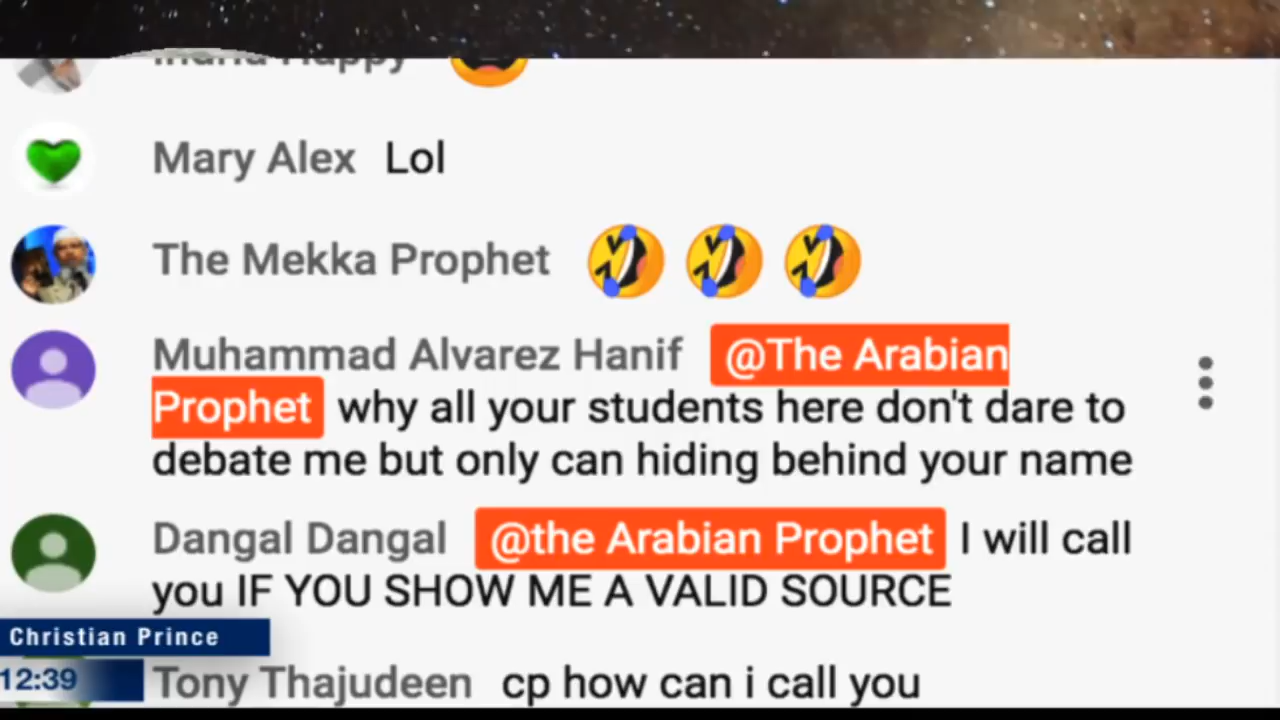 Mary Alex Lol
The Mekka Prophet 🤣 🤣 🤣
Muhammad Alvarez Hanif @The Arabian
Prophet why all your students here don't dare to
debate me but only can hiding behind your name
Dangal Dangal @the Arabian Prophet I will call
you IF YOU SHOW ME A VALID SOURCE
Christian Prince
12:39
Tony Thajudeen cp how can i call you